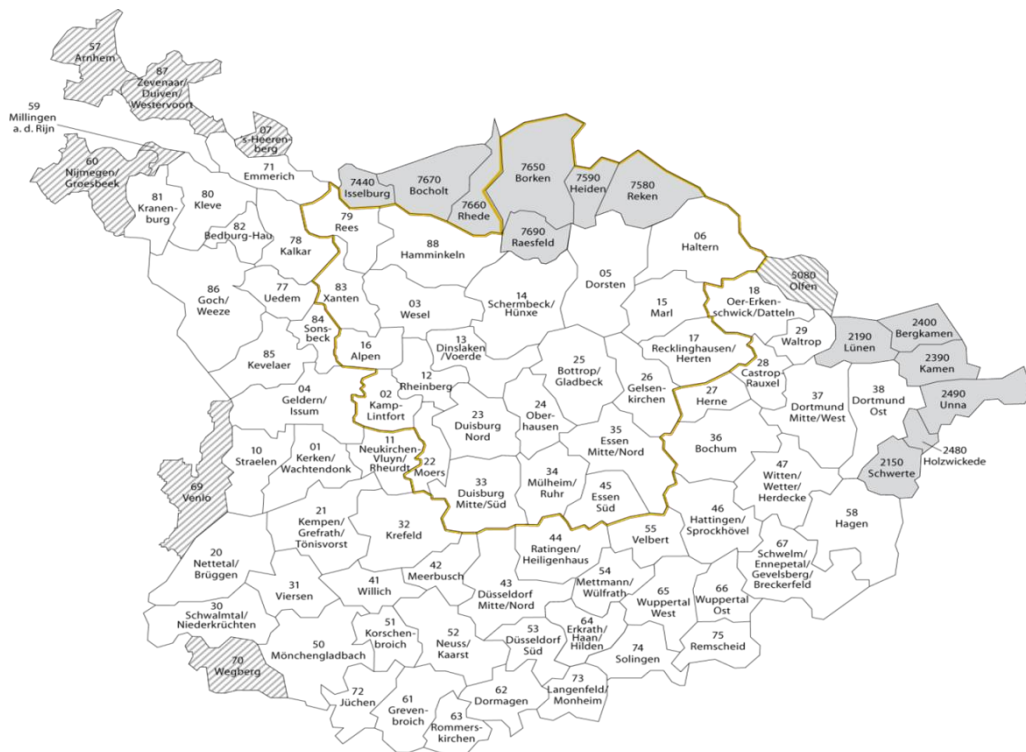 57
Arnhem
87
Zevenaar/
Duiven/
Westervoort
59
Millingen
a. d. Rijn
07
's-Heeren-
berg
60
Nijmegen/
Groesbeek
71
Emmerich
81
Kranen-
burg
80
Kleve
82
Bedburg-Hau
78
Kalkar
79
Rees
7440
Isselburg
7670
Bocholt
7660
Rhede
7650
Borken
7590
Heiden
7580
Reken
7690
Raesfeld
88
Hamminkeln
06
Haltern
86
Goch/
Weeze
77
Uedem
83
Xanten
03
Wesel
14
Schermbeck/
Hünxe
05
Dorsten
15
Marl
18
Oer-Erken-
schwick/Datteln
5080
Olfen
84
Sons-
beck
85
Kevelaer
16
Alpen
13
Dinslaken
/Voerde
17
Recklinghausen/
Herten
29
Waltrop
2190
Lünen
2400
Bergkamen
2390
Kamen
2490
Unna
2480
Holzwickede
2150
Schwerte
04
Geldern/
Issum
02
Kamp-
Lintfort
12
Rheinberg
25
Bottrop/
Gladbeck
26
Gelsen-
kirchen
28
Castrop-
Rauxel
27
Herne
37
Dortmund
Mitte/West
38
Dortmund
Ost
10
Straelen
01
Kerken/
Wachtendonk
11
Neukirchen-
Vluyn/
Rheurdt
22
Moers
23
Duisburg
Nord
24
Ober-
hausen
35
Essen
Mitte/Nord
36
Bochum
69
Venlo
33
Duisburg
Mitte/Süd
34
Mülheim/
Ruhr
45
Essen
Süd
47
Witten/
Wetter/
Herdecke
21
Kempen/
Grefrath/
Tönisvorst
32
Krefeld
46
Hattingen/
Sprockhövel
58
Hagen
20
Nettetal/
Brüggen
31
Viersen
41
Willich
42
Meerbusch
43
Düsseldorf
Mitte/Nord
44
Ratingen/
Heiligenhaus
55
Velbert
54
Mettmann/
Wülfrath
67
Schwelm/
Ennepetal/
Gevelsberg/
Breckerfeld
30
Schwalmtal/
Niederkrüchten
50
Mönchengladbach
51
Korschen-
broich
52
Neuss/
Kaarst
53
Düsseldorf
Süd
64
Erkrath/
Haan/
Hilden
65
Wuppertal
West
66
Wuppertal
Ost
75
Remscheid
74
Solingen
70
Wegberg
72
Jüchen
61
Greven-
broich
63
Rommers-
kirchen
62
Dormagen
73
Langenfeld/
Monheim